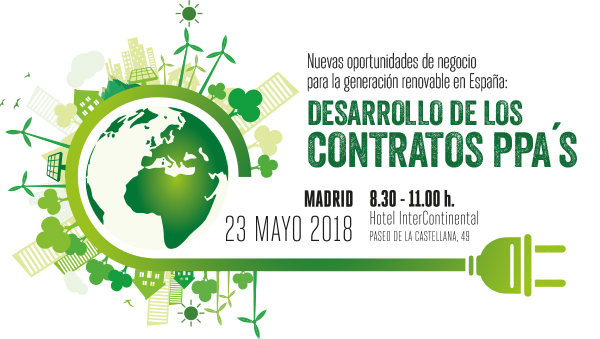 Nuevas oportunidades de negocio
para la generación renovable en España:
DESARROLLO DE LOS
CONTRATOS PPA´S
MADRID
23 MAYO 2018
8.30 - 11.00 h.
Hotel InterContinental
PASEO DE LA CASTELLANA, 49